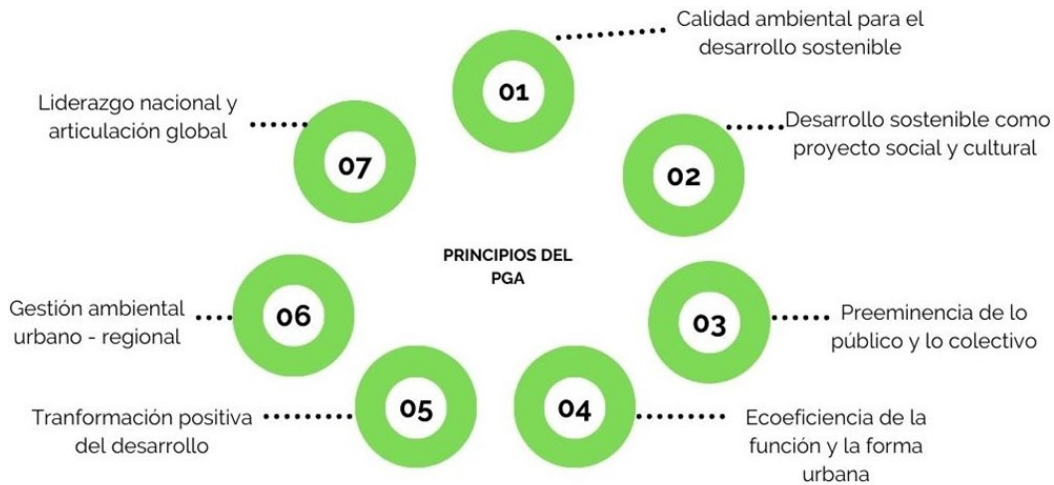 PRINCIPIOS DEL
PGA
01
Calidad ambiental para el
desarrollo sostenible
02
Desarrollo sostenible como
proyecto social y cultural
03
Preeminencia de lo
público y lo colectivo
04
Ecoeficiencia de la
función y la forma
urbana
05
Tranformación positiva
del desarrollo
06
Gestión ambiental
urbano - regional
07
Liderazgo nacional y
articulación global